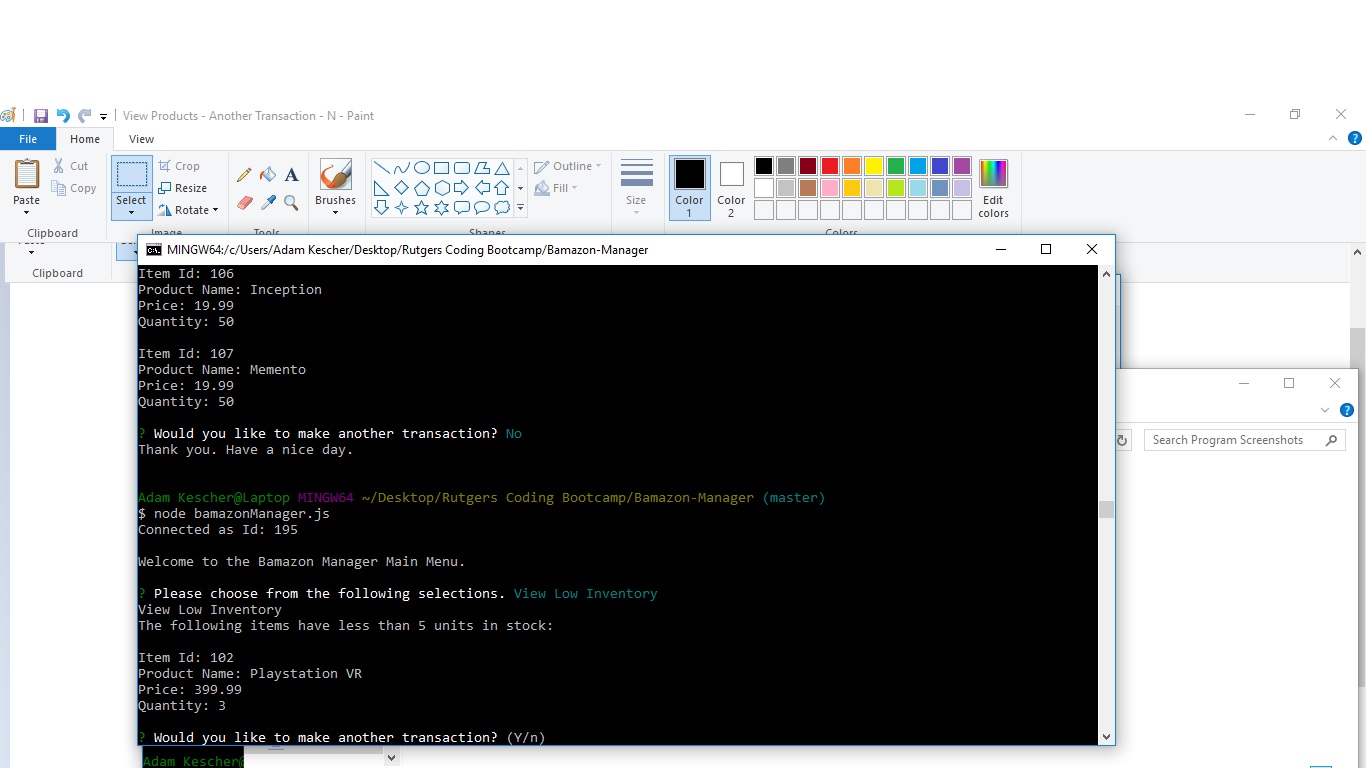 View Products - Another Transaction - N - Paint
File Home View
Paste
Cut
Copy
Clipboard
Select
Crop
Resize
Rotate
Image
Tools
Brushes
Shapes
Outline
Fill
Size
Color 1
Color 2
Edit colors
Colors
Clipboard
MINGW64:/c/Users/Adam Kescher/Desktop/Rutgers Coding Bootcamp/Bamazon-Manager
Item Id: 106
Product Name: Inception
Price: 19.99
Quantity: 50
Item Id: 107
Product Name: Memento
Price: 19.99
Quantity: 50
? Would you like to make another transaction? No
Thank you. Have a nice day.
Adam Kescher@Laptop MINGW64 ~/Desktop/Rutgers Coding Bootcamp/Bamazon-Manager (master)
$ node bamazonManager.js
Connected as Id: 195
Welcome to the Bamazon Manager Main Menu.
? Please choose from the following selections. View Low Inventory
View Low Inventory
The following items have less than 5 units in stock:
Item Id: 102
Product Name: Playstation VR
Price: 399.99
Quantity: 3
? Would you like to make another transaction? (Y/n)
Search Program Screenshots
Adam Kescher@